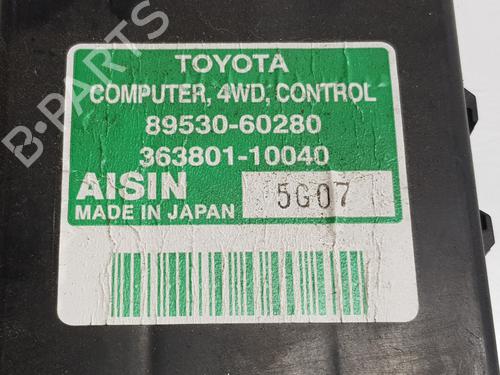 B-PARTS
TOYOTA
COMPUTER, 4WD, CONTROL
89530-60280
363801-10040
AISIN 5G07
MADE IN JAPAN